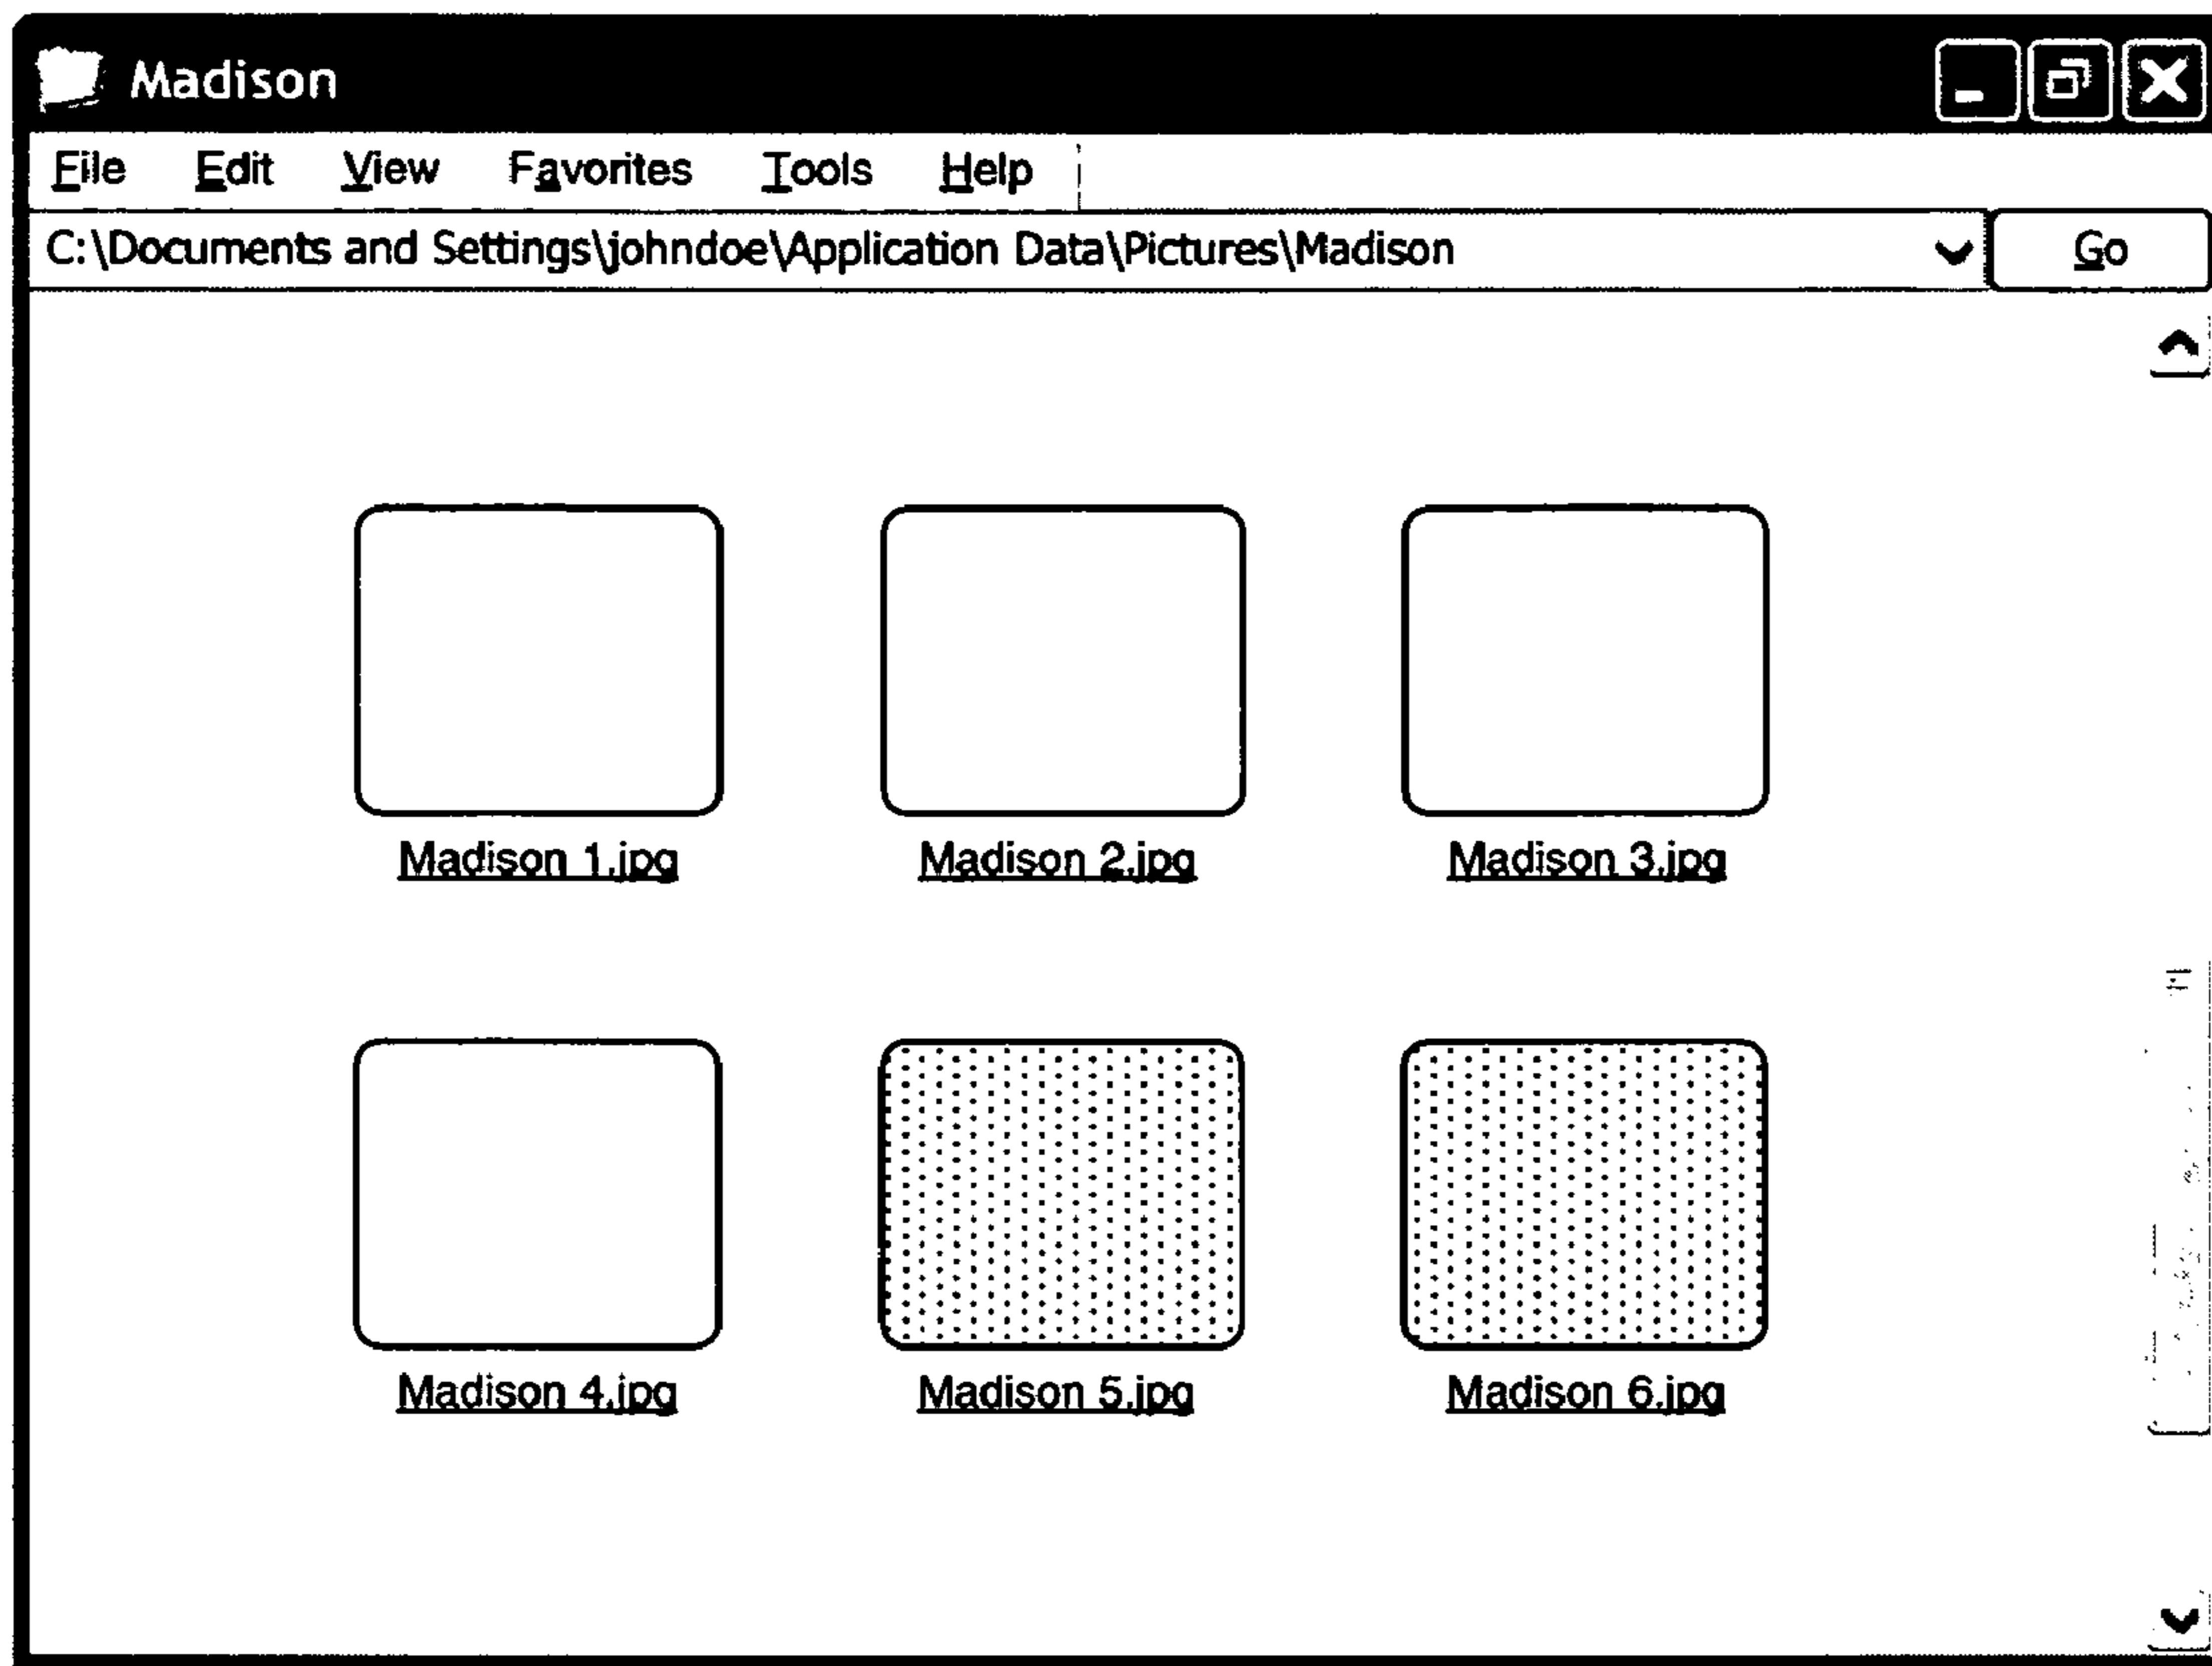 Madison
File Edit View Favorites Tools Help
C:\Documents and Settings\johndoe\Application Data\Pictures\Madison Go
Madison 1.jpg Madison 2.jpg Madison 3.jpg
Madison 4.jpg Madison 5.jpg Madison 6.jpg